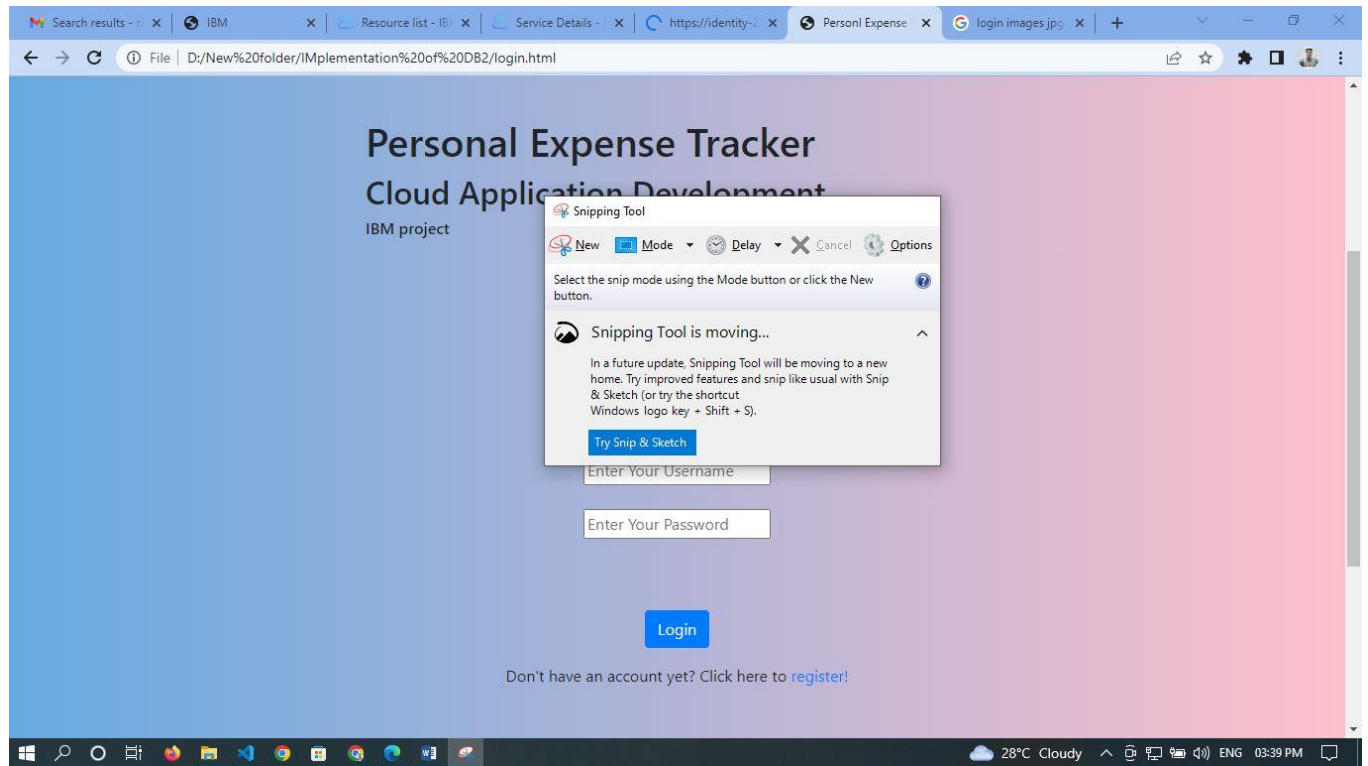 Search results - r
IBM
Resource list - IB
Service Details -
https://identity-2
Personl Expense
login images jpg
File
D:/New%20folder/IMplementation%20of%20DB2/login.html
Personal Expense Tracker
Cloud Application Development
IBM project
Snipping Tool
New
Mode
Delay
Cancel
Options
Select the snip mode using the Mode button or click the New
button.
Snipping Tool is moving...
In a future update, Snipping Tool will be moving to a new
home. Try improved features and snip like usual with Snip
& Sketch (or try the shortcut
Windows logo key + Shift + S).
Try Snip & Sketch
Enter Your Username
Enter Your Password
Login
Don't have an account yet? Click here to register!
28°C Cloudy
ENG
03:39 PM